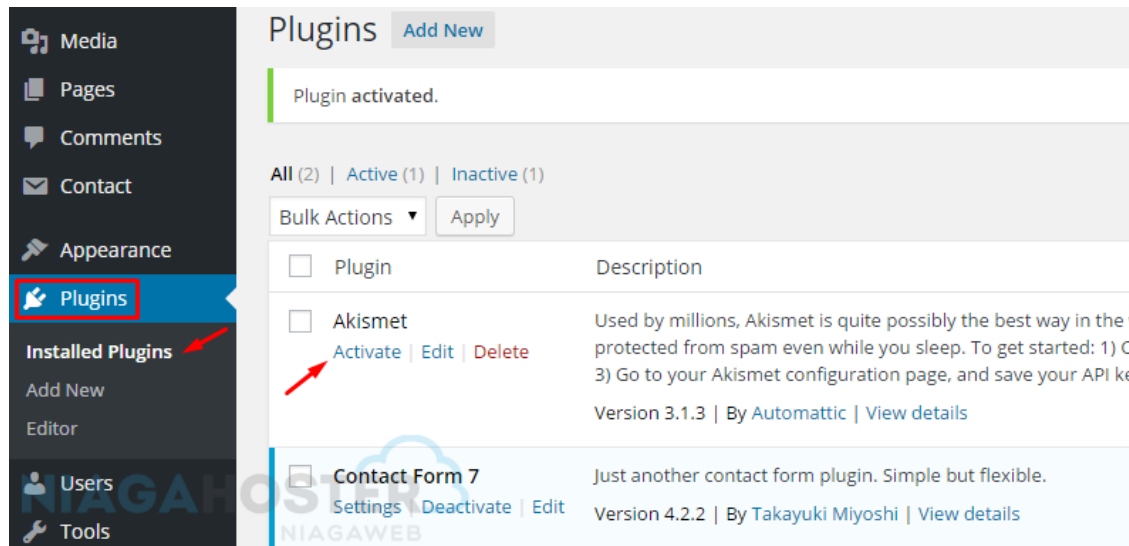 Media
Pages
Comments
Contact
Appearance
Plugins
Installed Plugins
Add New
Editor
Users
Tools
Plugins Add New
Plugin activated.
All (2) | Active (1) | Inactive (1)
Bulk Actions Apply
Plugin Description
Akismet
Activate | Edit | Delete
Used by millions, Akismet is quite possibly the best way in the
protected from spam even while you sleep. To get started: 1)
3) Go to your Akismet configuration page, and save your API
Version 3.1.3 | By Automattic | View details
Contact Form 7
Settings | Deactivate | Edit
Just another contact form plugin. Simple but flexible.
Version 4.2.2 | By Takayuki Miyoshi | View details
NIAGAHOSTER
NIAGAWEB